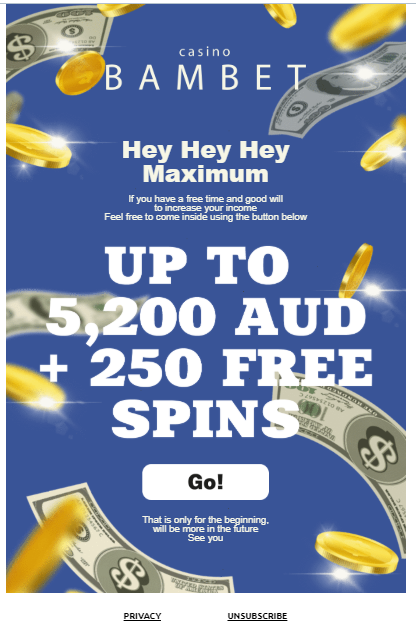 casino
BAMBET
Hey Hey Hey
Maximum
If you have a free time and good will
to increase your income
Feel free to come inside using the button below
UP TO
5,200 AUD
+ 250 FREE
SPINS
Go!
That is only for the beginning,
will be more in the future
See you
PRIVACY UNSUBSCRIBE